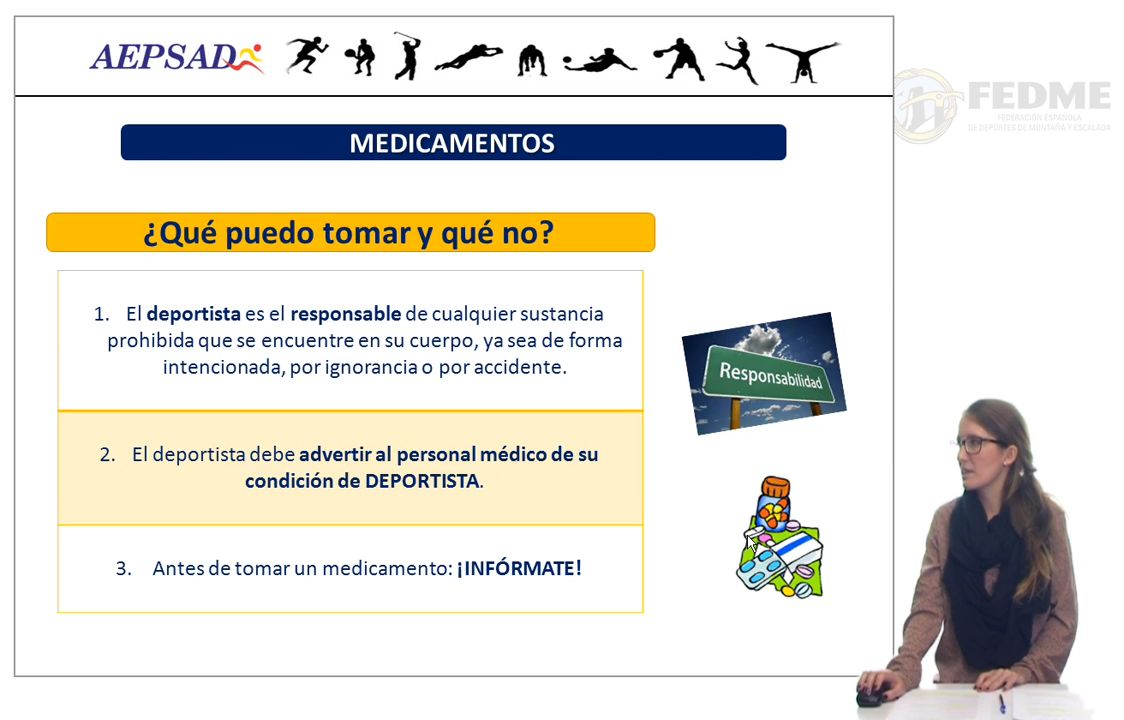 AEPSAD
FEDME
FEDERACIÓN ESPAÑOLA
DE DEPORTES DE MONTAÑA Y ESCALADA
MEDICAMENTOS
¿Qué puedo tomar y qué no?
1. El deportista es el responsable de cualquier sustancia
prohibida que se encuentre en su cuerpo, ya sea de forma
intencionada, por ignorancia o por accidente.
Responsabilidad
2. El deportista debe advertir al personal médico de su
condición de DEPORTISTA.
3. Antes de tomar un medicamento: ¡INFÓRMATE!